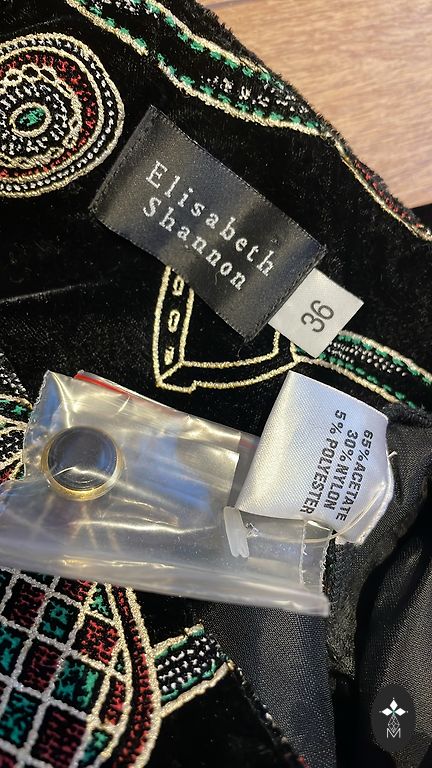 Elisabeth
Shannon
36
65% ACETATE
30% NYLON
5% POLYESTER
M